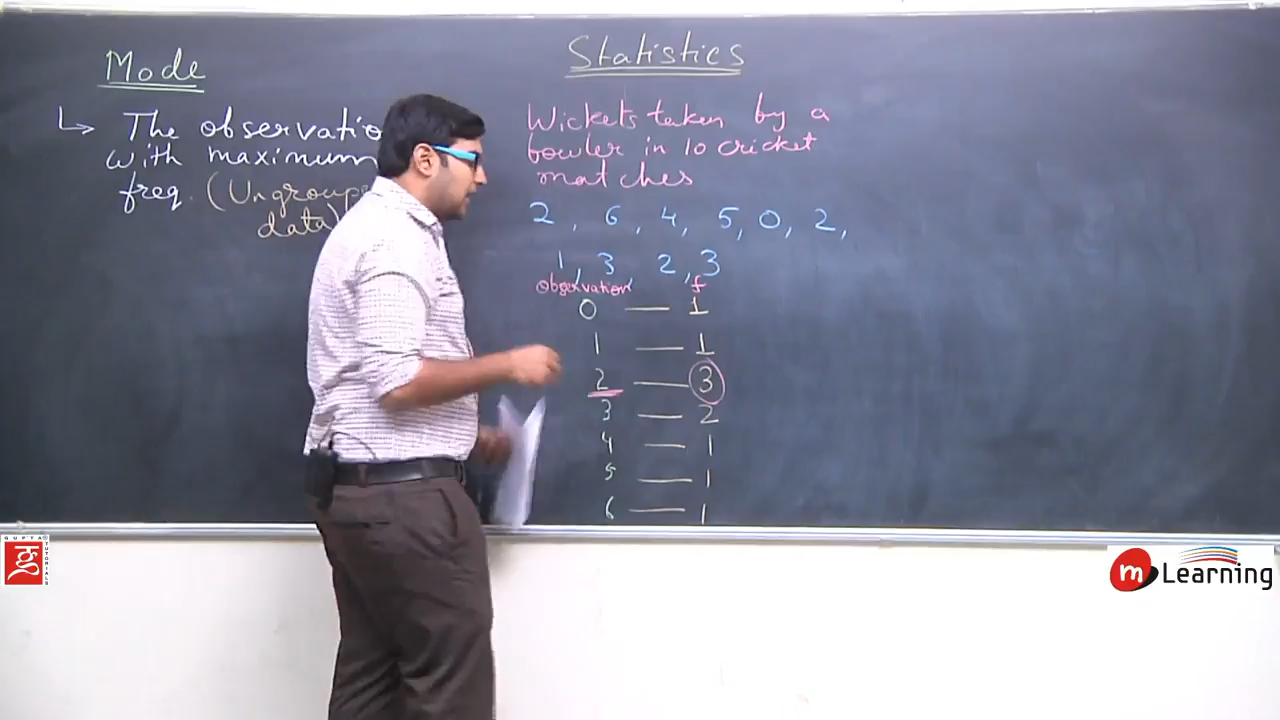 Mode
The observatio
with maximum
freq. (Ungroupe
data)
Statistics
Wickets taken by a
bowler in 10 cricket
matches
2, 6, 4, 5, 0, 2,
1, 3, 2, 3
observation f
0 — 1
1 — 1
2 — 3
3 — 2
4 — 1
5 — 1
6 — 1
GUPTA
TUTORIALS
m Learning